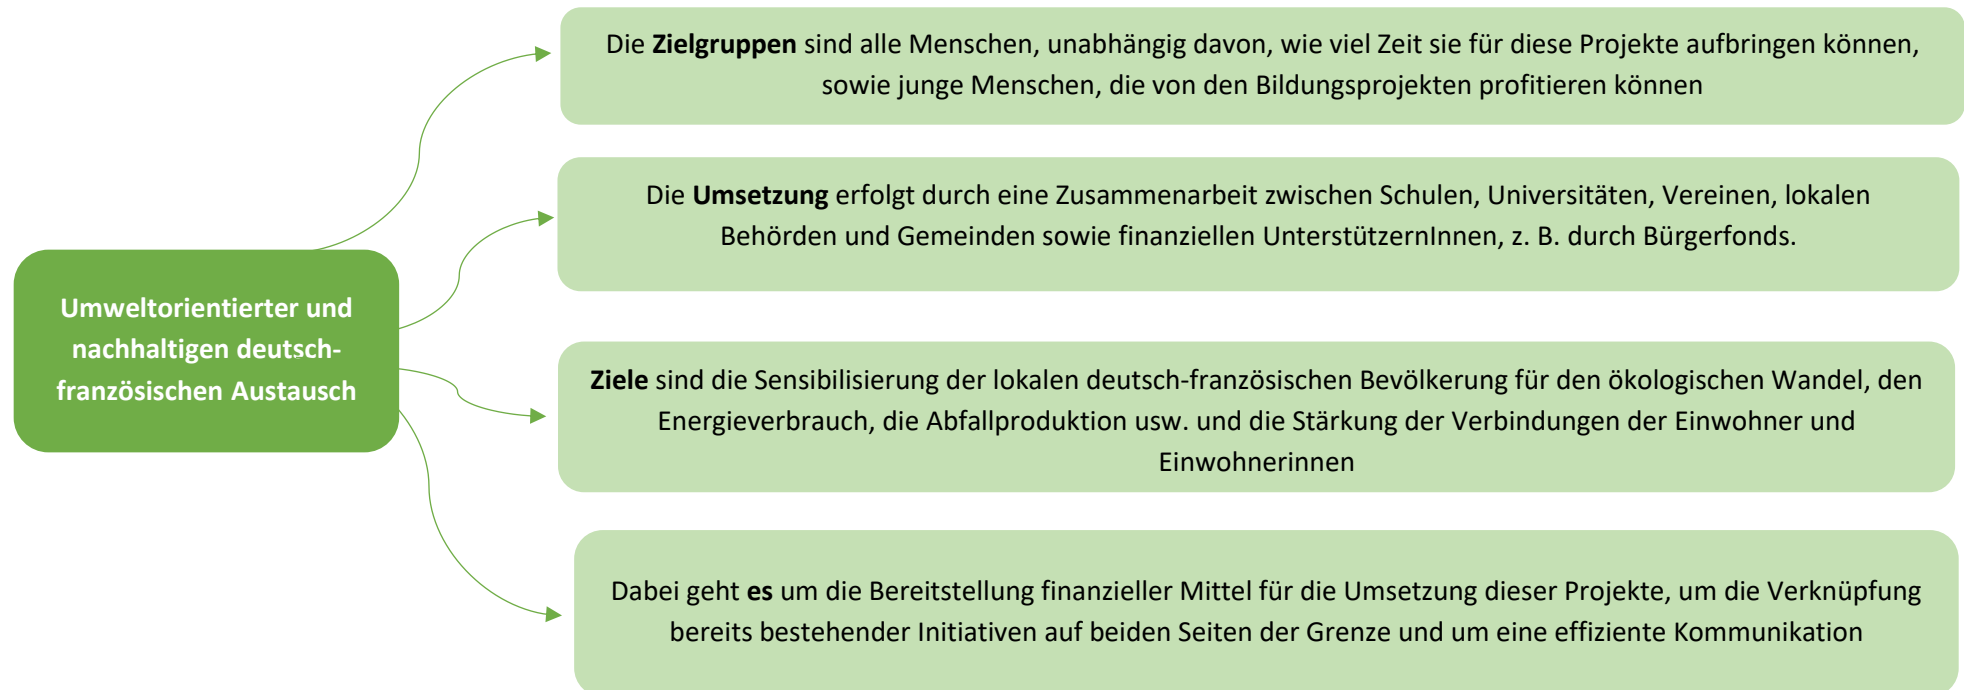 Die Zielgruppen sind alle Menschen, unabhängig davon, wie viel Zeit sie für diese Projekte aufbringen können,
sowie junge Menschen, die von den Bildungsprojekten profitieren können
Die Umsetzung erfolgt durch eine Zusammenarbeit zwischen Schulen, Universitäten, Vereinen, lokalen
Behörden und Gemeinden sowie finanziellen UnterstützernInnen, z. B. durch Bürgerfonds.
Umweltorientierter und
nachhaltigen deutsch-
französischen Austausch
Ziele sind die Sensibilisierung der lokalen deutsch-französischen Bevölkerung für den ökologischen Wandel, den
Energieverbrauch, die Abfallproduktion usw. und die Stärkung der Verbindungen der Einwohner und
Einwohnerinnen
Dabei geht es um die Bereitstellung finanzieller Mittel für die Umsetzung dieser Projekte, um die Verknüpfung
bereits bestehender Initiativen auf beiden Seiten der Grenze und um eine effiziente Kommunikation